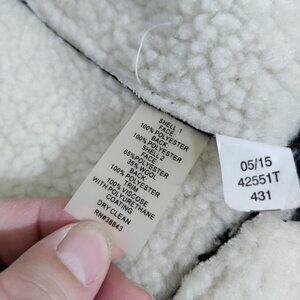 SHELL 1
FACE
100% POLYESTER
BACK
100% POLYESTER
SHELL 2
FACE
65% POLYESTER
35% WOOL
BACK
100% POLYESTER
TRIM
100% VISCOSE
WITH POLYURETHANE
COATING
DRY CLEAN
RN#38843
05/15
42551T
431